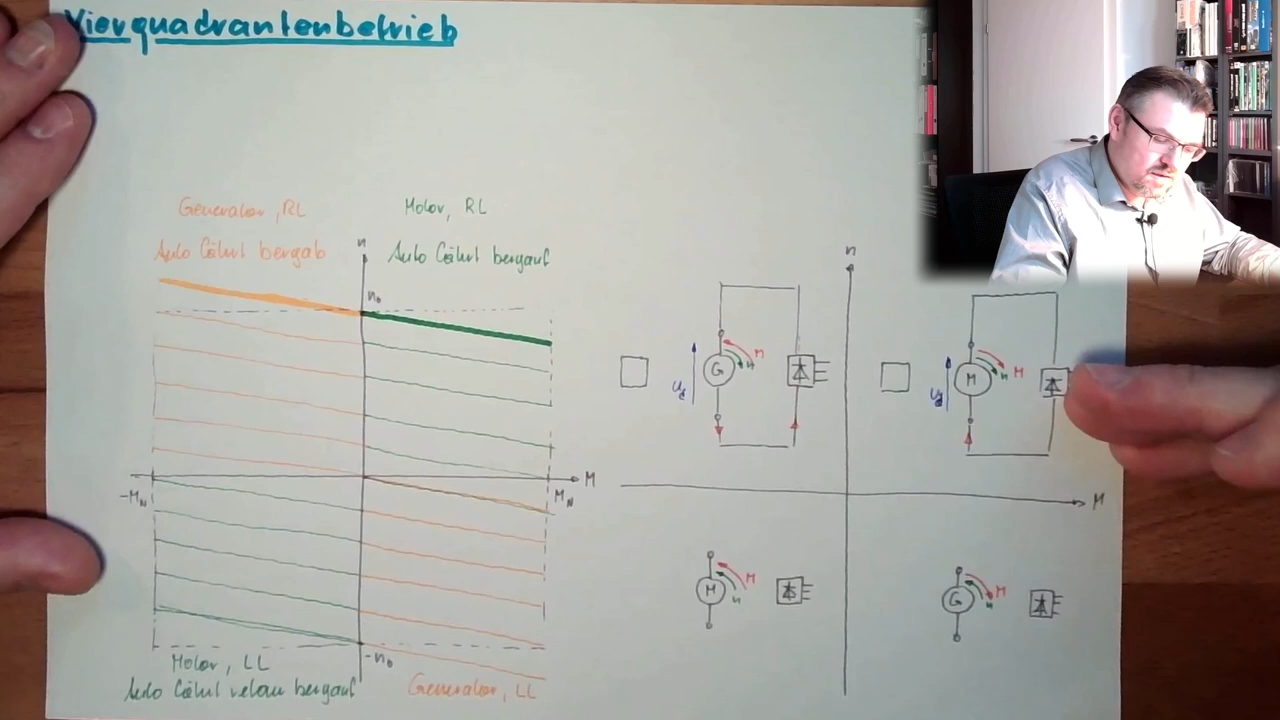 Vierquadrantenbetrieb
Generator, RL
Motor, RL
Auto fährt bergab
n
Auto fährt bergauf
n
n₀
M
n
G
U_d
M
n
M
U_d
M
-M_N
M_N
M
M
M
n
M
G
n
-n₀
Motor, LL
Auto fährt retour bergauf
Generator, LL